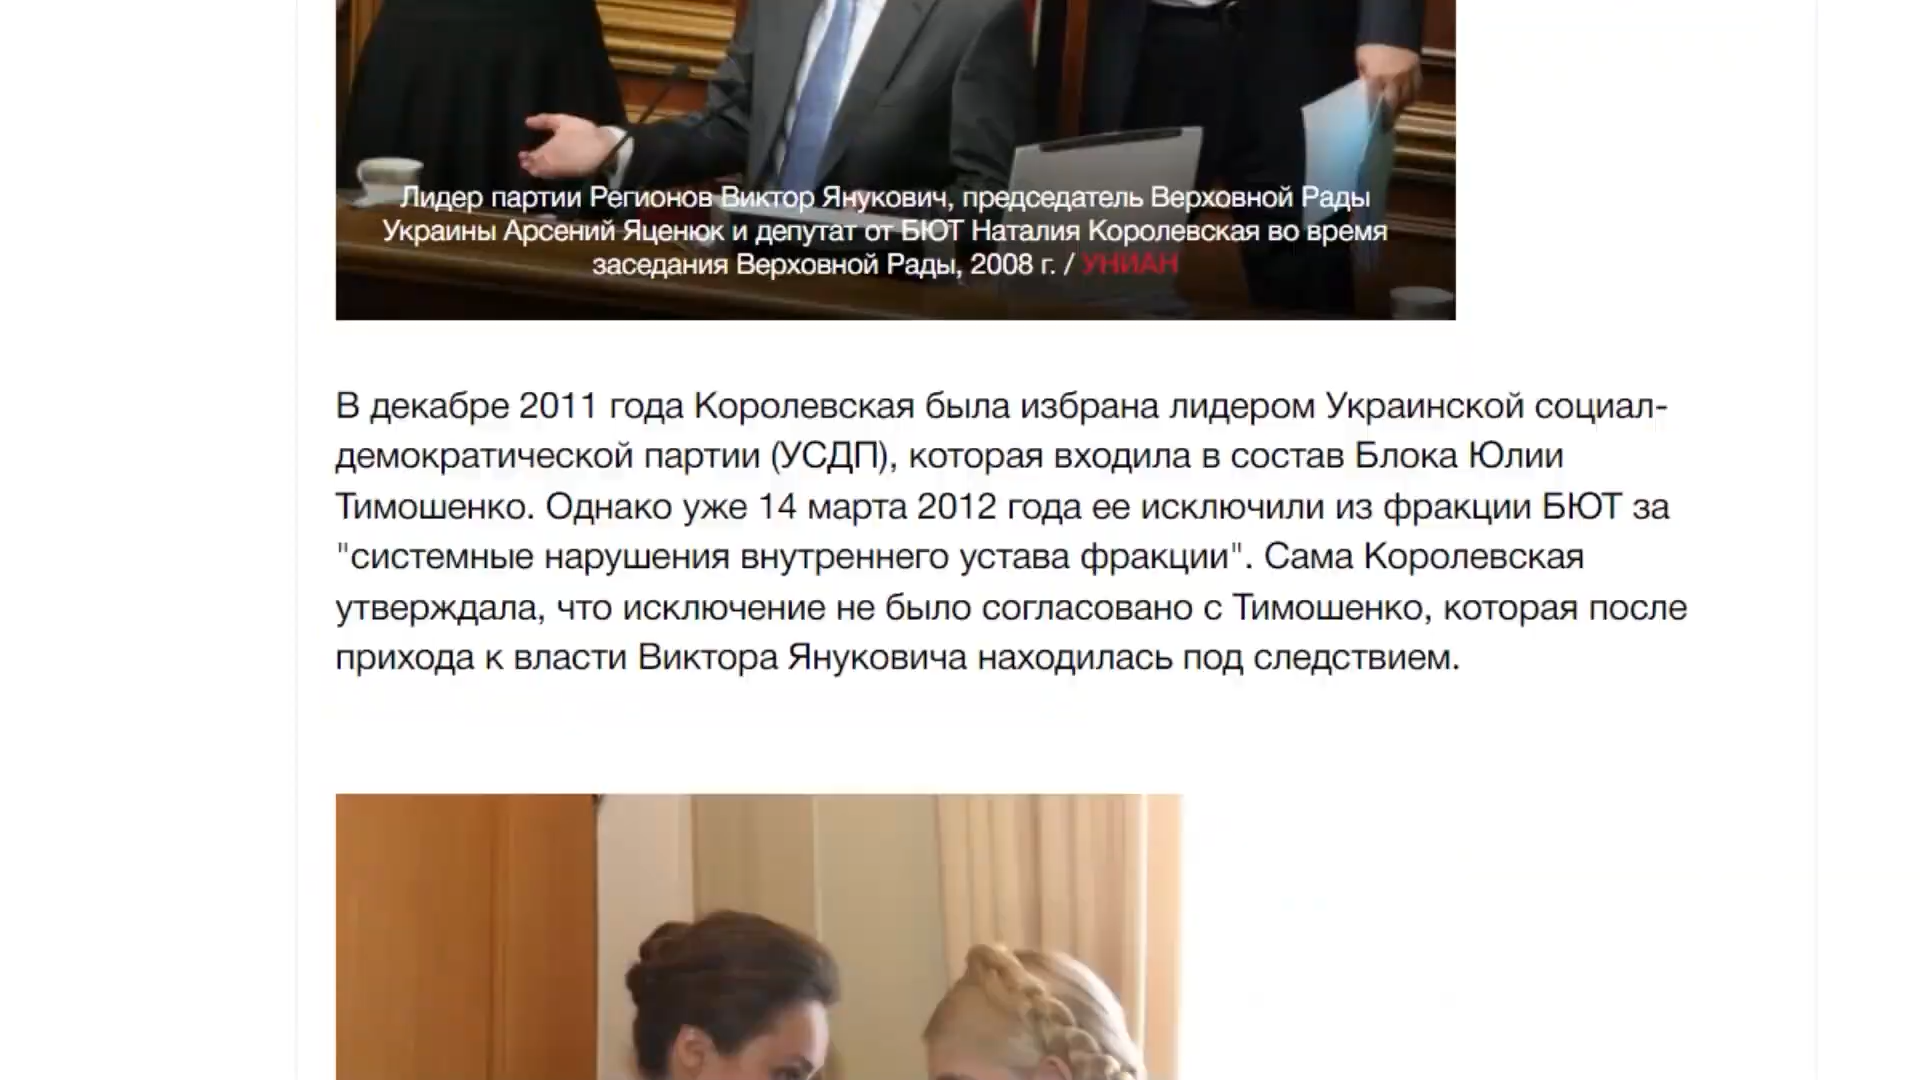 Лидер партии Регионов Виктор Янукович, председатель Верховной Рады
Украины Арсений Яценюк и депутат от БЮТ Наталия Королевская во время
заседания Верховной Рады, 2008 г. / УНИАН
В декабре 2011 года Королевская была избрана лидером Украинской социал-
демократической партии (УСДП), которая входила в состав Блока Юлии
Тимошенко. Однако уже 14 марта 2012 года ее исключили из фракции БЮТ за
"системные нарушения внутреннего устава фракции". Сама Королевская
утверждала, что исключение не было согласовано с Тимошенко, которая после
прихода к власти Виктора Януковича находилась под следствием.